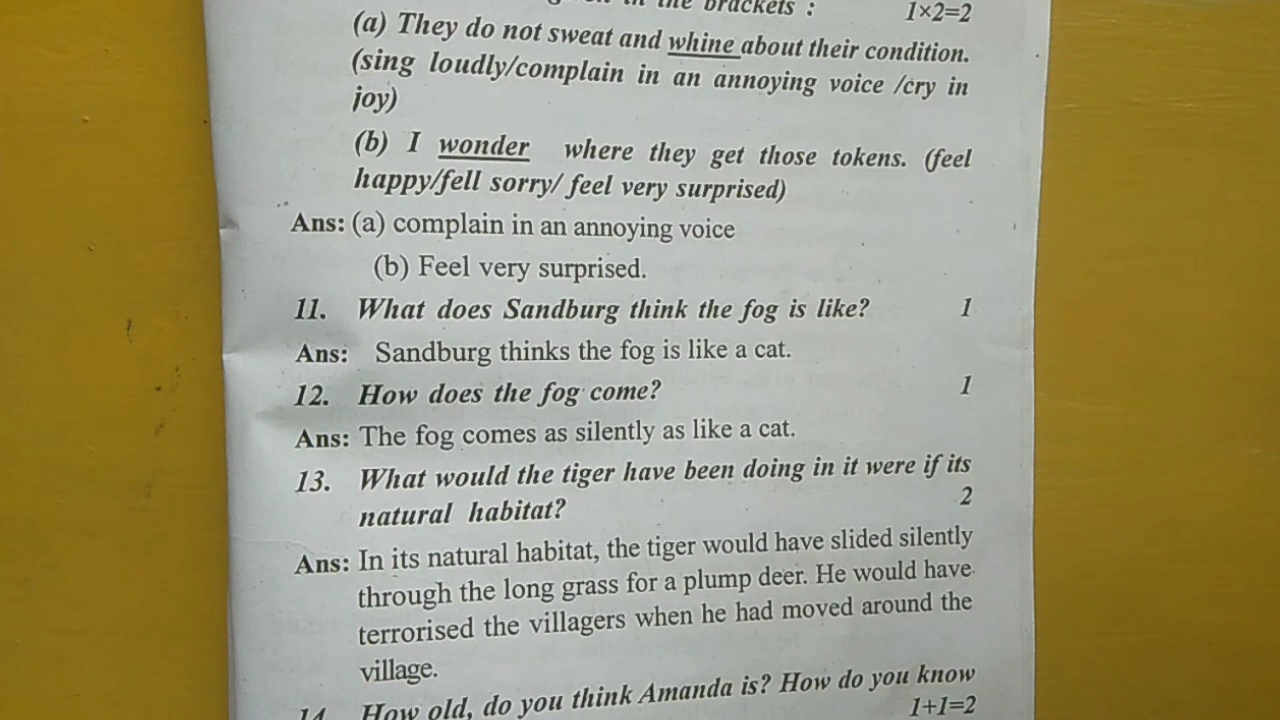 the brackets : 1×2=2
(a) They do not sweat and whine about their condition.
(sing loudly/complain in an annoying voice /cry in
joy)
(b) I wonder where they get those tokens. (feel
happy/fell sorry/ feel very surprised)
Ans: (a) complain in an annoying voice
(b) Feel very surprised.
11. What does Sandburg think the fog is like? 1
Ans: Sandburg thinks the fog is like a cat.
12. How does the fog come? 1
Ans: The fog comes as silently as like a cat.
13. What would the tiger have been doing in it were if its
natural habitat? 2
Ans: In its natural habitat, the tiger would have slided silently
through the long grass for a plump deer. He would have
terrorised the villagers when he had moved around the
village.
14. How old, do you think Amanda is? How do you know
1+1=2